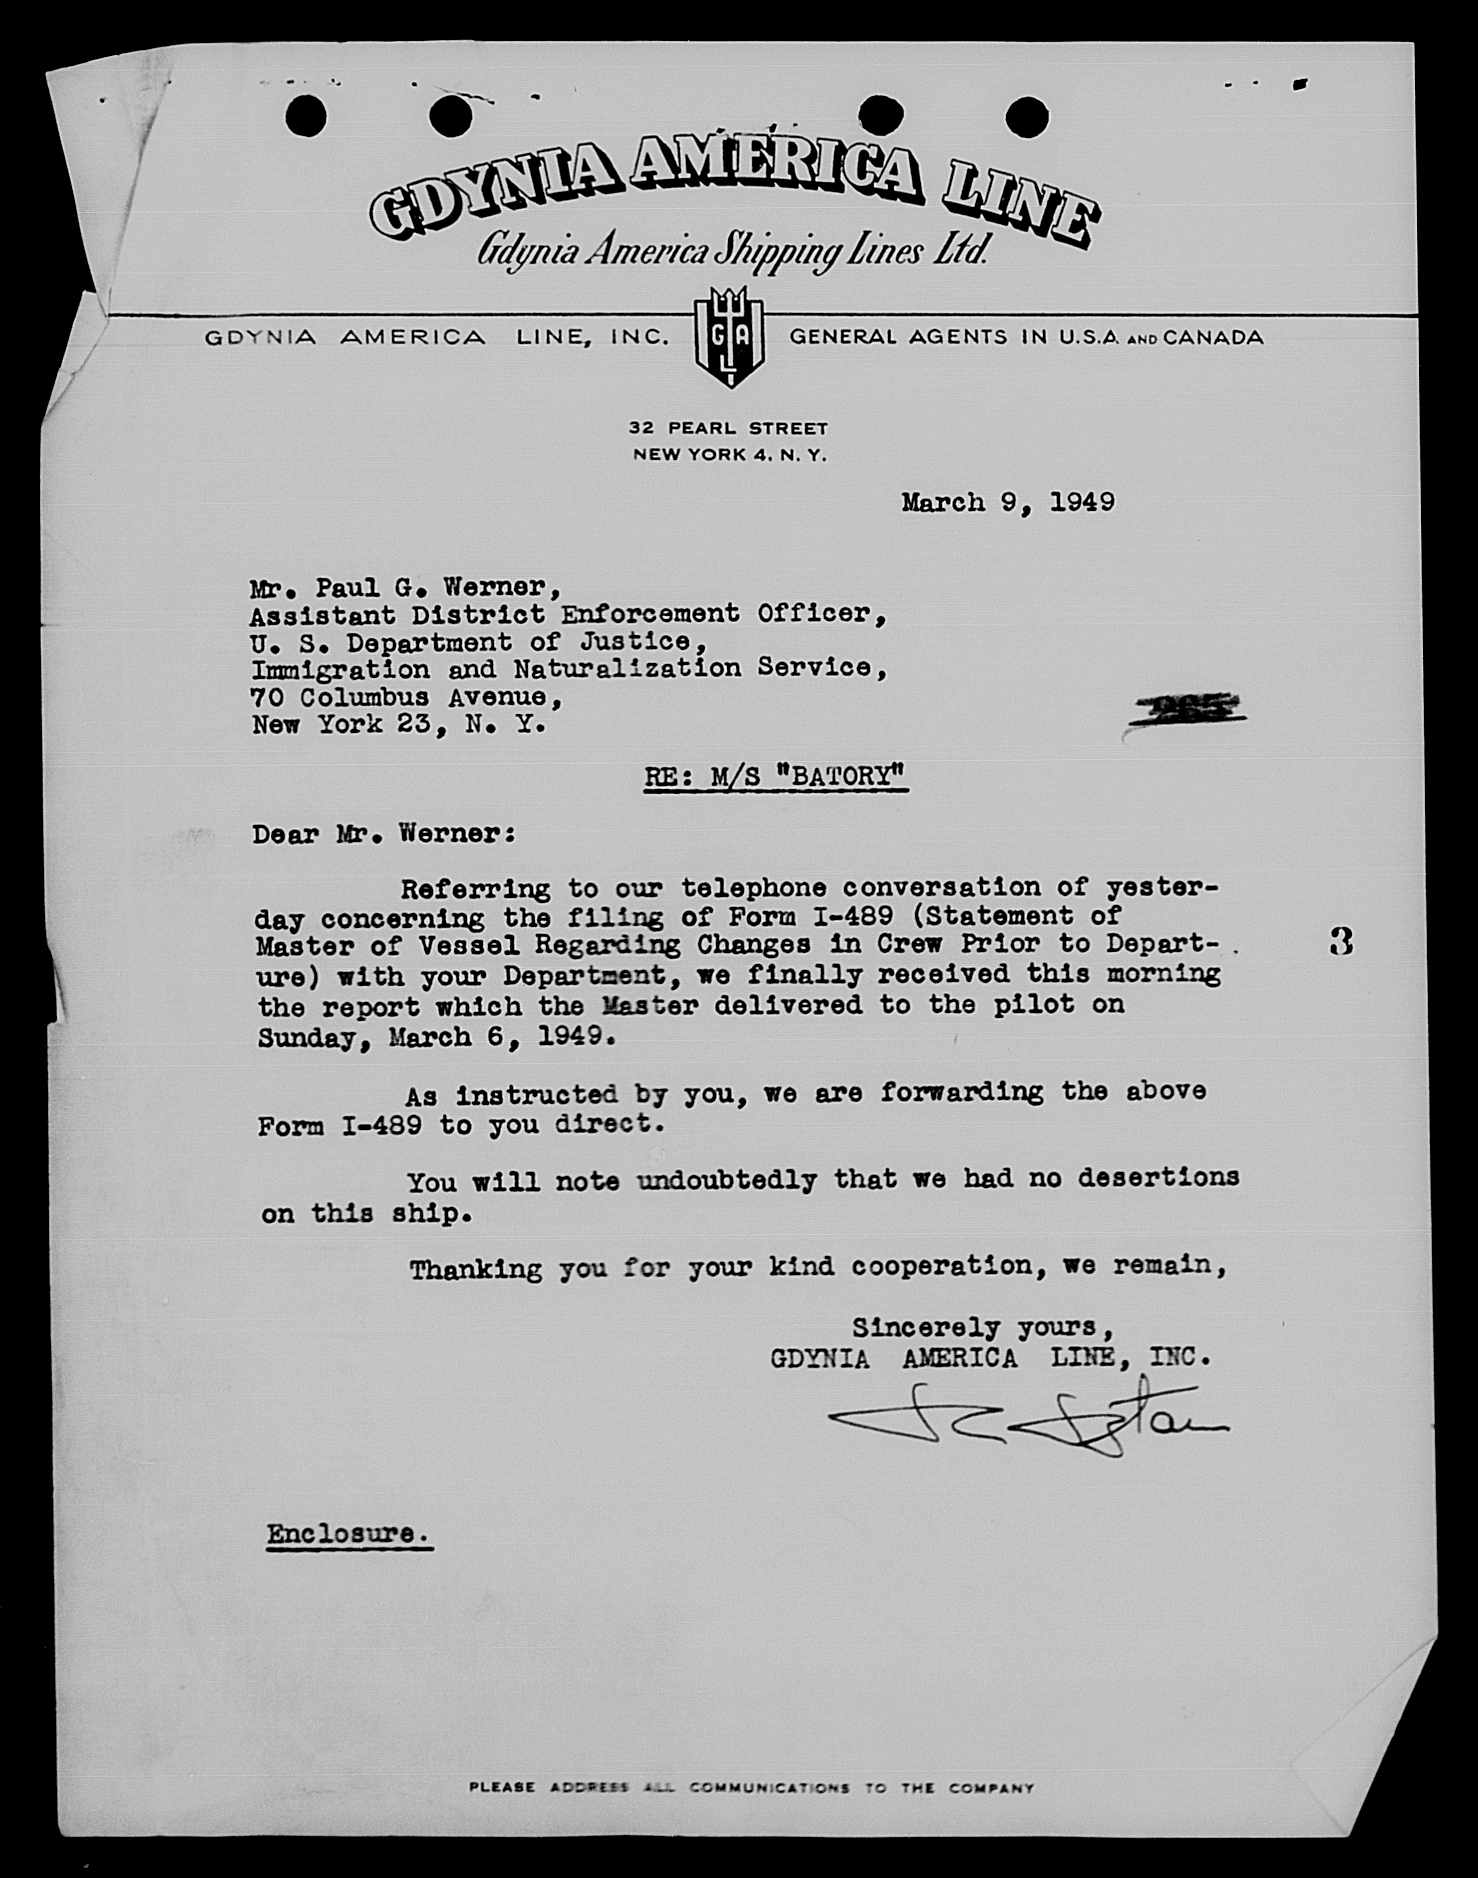 GDYNIA AMERICA LINE
Gdynia America Shipping Lines Ltd.
GDYNIA AMERICA LINE, INC.
G A L
GENERAL AGENTS IN U.S.A. AND CANADA
32 PEARL STREET
NEW YORK 4, N. Y.
March 9, 1949
Mr. Paul G. Werner,
Assistant District Enforcement Officer,
U. S. Department of Justice,
Immigration and Naturalization Service,
70 Columbus Avenue,
New York 23, N. Y.
RE: M/S "BATORY"
Dear Mr. Werner:
Referring to our telephone conversation of yester-
day concerning the filing of Form I-489 (Statement of
Master of Vessel Regarding Changes in Crew Prior to Depart-
3
ure) with your Department, we finally received this morning
the report which the Master delivered to the pilot on
Sunday, March 6, 1949.
As instructed by you, we are forwarding the above
Form I-489 to you direct.
You will note undoubtedly that we had no desertions
on this ship.
Thanking you for your kind cooperation, we remain,
Sincerely yours,
GDYNIA AMERICA LINE, INC.
Enclosure.
PLEASE ADDRESS ALL COMMUNICATIONS TO THE COMPANY